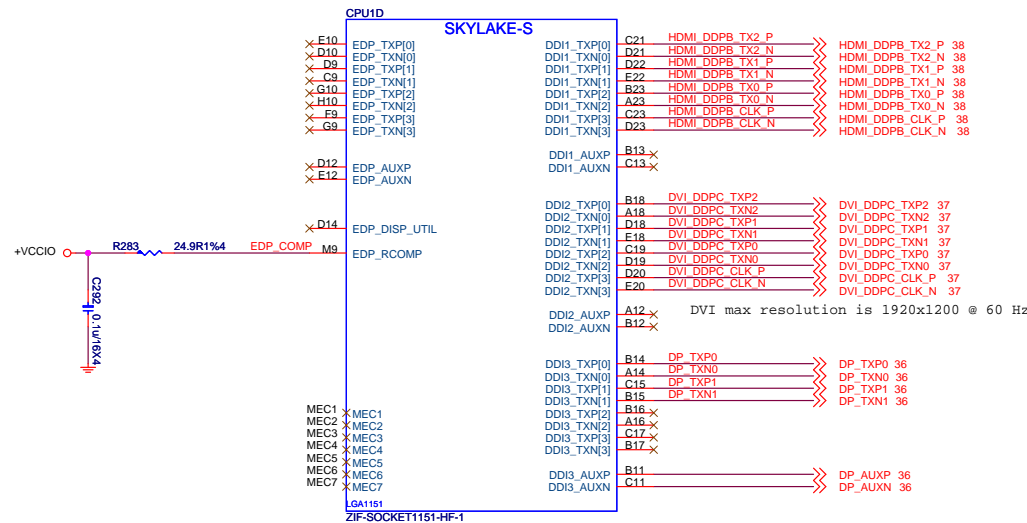 CPU1D
SKYLAKE-S
E10 EDP_TXP[0] DDI1_TXP[0] C21 HDMI_DDPB_TX2_P HDMI_DDPB_TX2_P 38
D10 EDP_TXN[0] DDI1_TXN[0] D21 HDMI_DDPB_TX2_N HDMI_DDPB_TX2_N 38
D9 EDP_TXP[1] DDI1_TXP[1] D22 HDMI_DDPB_TX1_P HDMI_DDPB_TX1_P 38
C9 EDP_TXN[1] DDI1_TXN[1] E22 HDMI_DDPB_TX1_N HDMI_DDPB_TX1_N 38
G10 EDP_TXP[2] DDI1_TXP[2] B23 HDMI_DDPB_TX0_P HDMI_DDPB_TX0_P 38
H10 EDP_TXN[2] DDI1_TXN[2] A23 HDMI_DDPB_TX0_N HDMI_DDPB_TX0_N 38
F9 EDP_TXP[3] DDI1_TXP[3] C23 HDMI_DDPB_CLK_P HDMI_DDPB_CLK_P 38
G9 EDP_TXN[3] DDI1_TXN[3] D23 HDMI_DDPB_CLK_N HDMI_DDPB_CLK_N 38
DDI1_AUXP B13
D12 EDP_AUXP DDI1_AUXN C13
E12 EDP_AUXN
DDI2_TXP[0] B18 DVI_DDPC_TXP2 DVI_DDPC_TXP2 37
DDI2_TXN[0] A18 DVI_DDPC_TXN2 DVI_DDPC_TXN2 37
D14 EDP_DISP_UTIL DDI2_TXP[1] D18 DVI_DDPC_TXP1 DVI_DDPC_TXP1 37
DDI2_TXN[1] E18 DVI_DDPC_TXN1 DVI_DDPC_TXN1 37
+VCCIO R283 24.9R1%4 EDP_COMP M9 EDP_RCOMP DDI2_TXP[2] C19 DVI_DDPC_TXP0 DVI_DDPC_TXP0 37
DDI2_TXN[2] D19 DVI_DDPC_TXN0 DVI_DDPC_TXN0 37
DDI2_TXP[3] D20 DVI_DDPC_CLK_P DVI_DDPC_CLK_P 37
DDI2_TXN[3] E20 DVI_DDPC_CLK_N DVI_DDPC_CLK_N 37
C292 0.1u/16X4
DDI2_AUXP A12 DVI max resolution is 1920x1200 @ 60 Hz
DDI2_AUXN B12
DDI3_TXP[0] B14 DP_TXP0 DP_TXP0 36
DDI3_TXN[0] A14 DP_TXN0 DP_TXN0 36
DDI3_TXP[1] C15 DP_TXP1 DP_TXP1 36
DDI3_TXN[1] B15 DP_TXN1 DP_TXN1 36
MEC1 MEC1 DDI3_TXP[2] B16
MEC2 MEC2 DDI3_TXN[2] A16
MEC3 MEC3 DDI3_TXP[3] C17
MEC4 MEC4 DDI3_TXN[3] B17
MEC5 MEC5
MEC6 MEC6 DDI3_AUXP B11 DP_AUXP 36
MEC7 MEC7 DDI3_AUXN C11 DP_AUXN 36
LGA1151
ZIF-SOCKET1151-HF-1